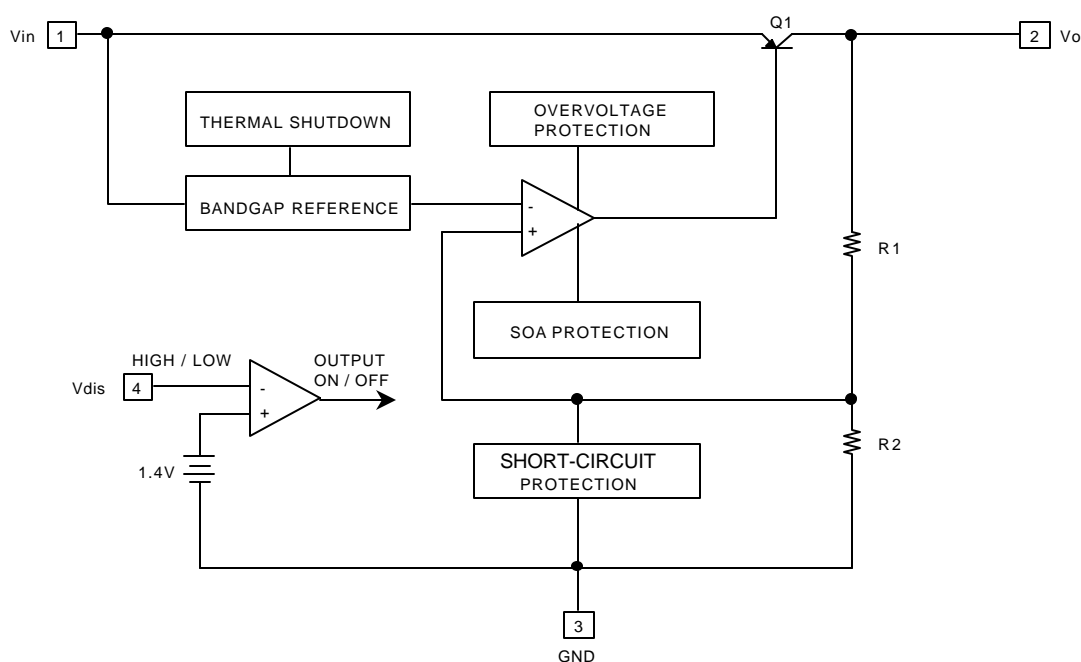 Q1
Vin 1
2 Vo
THERMAL SHUTDOWN
OVERVOLTAGE
PROTECTION
BANDGAP REFERENCE
-
+
R1
SOA PROTECTION
HIGH / LOW
OUTPUT
ON / OFF
Vdis 4
-
+
1.4V
SHORT-CIRCUIT
PROTECTION
R2
3
GND